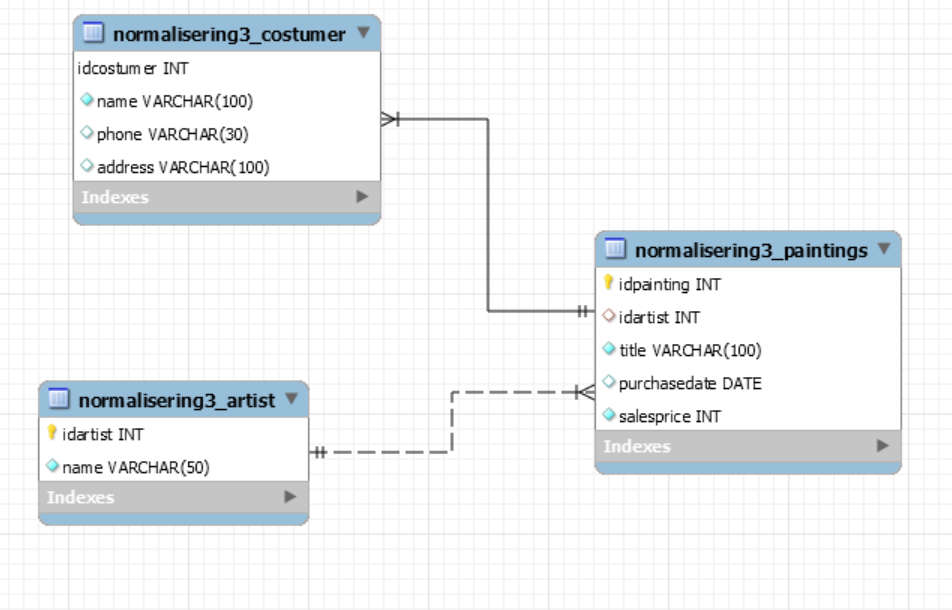 normalisering3_costumer
idcostumer INT
name VARCHAR(100)
phone VARCHAR(30)
address VARCHAR(100)
Indexes
normalisering3_paintings
idpainting INT
idartist INT
title VARCHAR(100)
purchasedate DATE
salesprice INT
Indexes
normalisering3_artist
idartist INT
name VARCHAR(50)
Indexes